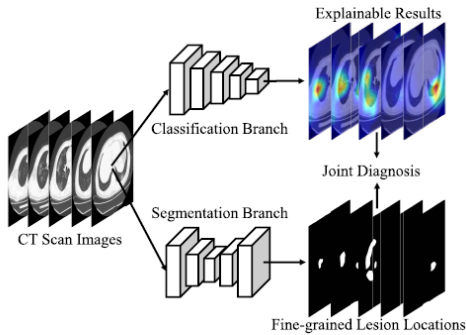 Explainable Results
Classification Branch
Joint Diagnosis
Segmentation Branch
CT Scan Images
Fine-grained Lesion Locations